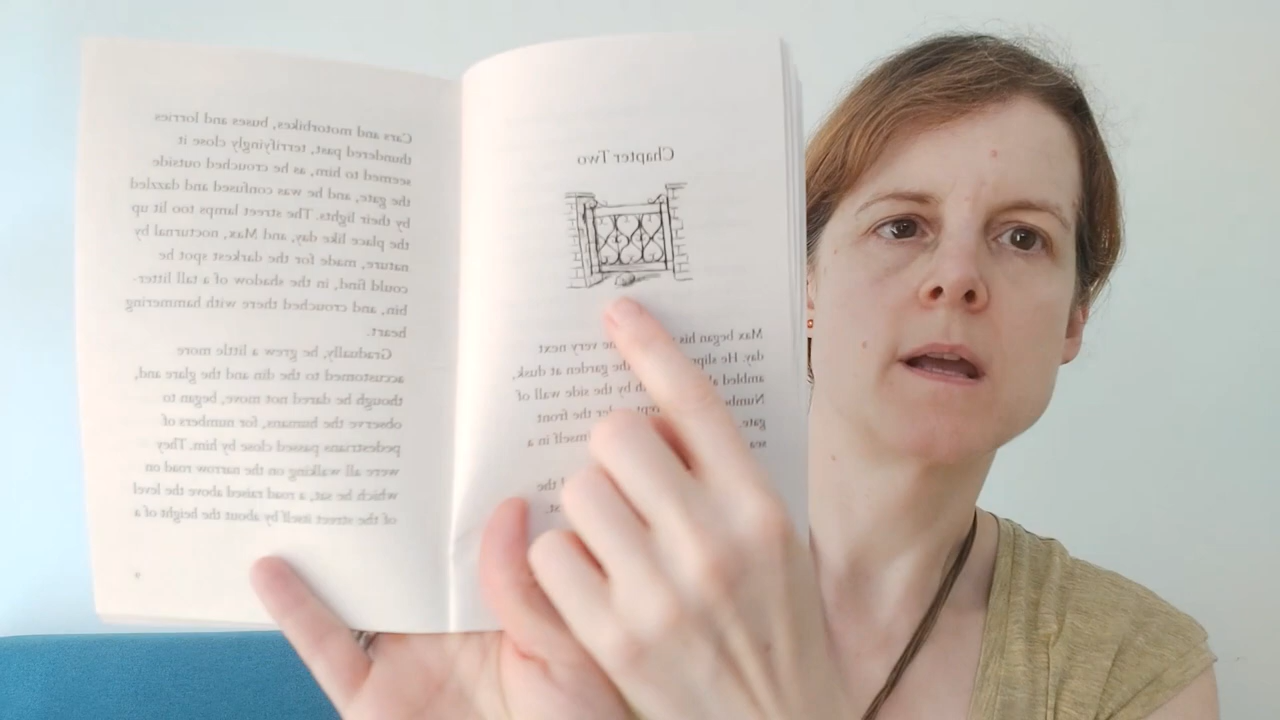 Chapter Two
Max began his very next
day. He the garden at dusk,
ambled by the side wall of
the front
gate.
in a
the
Cars and motorbikes, buses and lorries
thundered past, terrifyingly close it
seemed to him, as he crouched outside
the gate, and he was confused and dazzled
by their lights. The street lamps too lit up
the place like day, and Max, nocturnal by
nature, made for the darkest spot he
could find, in the shadow of a tall litter-
bin, and crouched there with hammering
heart.
Gradually, he grew a little more
accustomed to the din and the glare and,
though he dared not move, began to
observe the humans, for numbers of
pedestrians passed close by him. They
were all walking on the narrow road on
which he sat, a road raised above the level
of the street itself by about the height of a
9